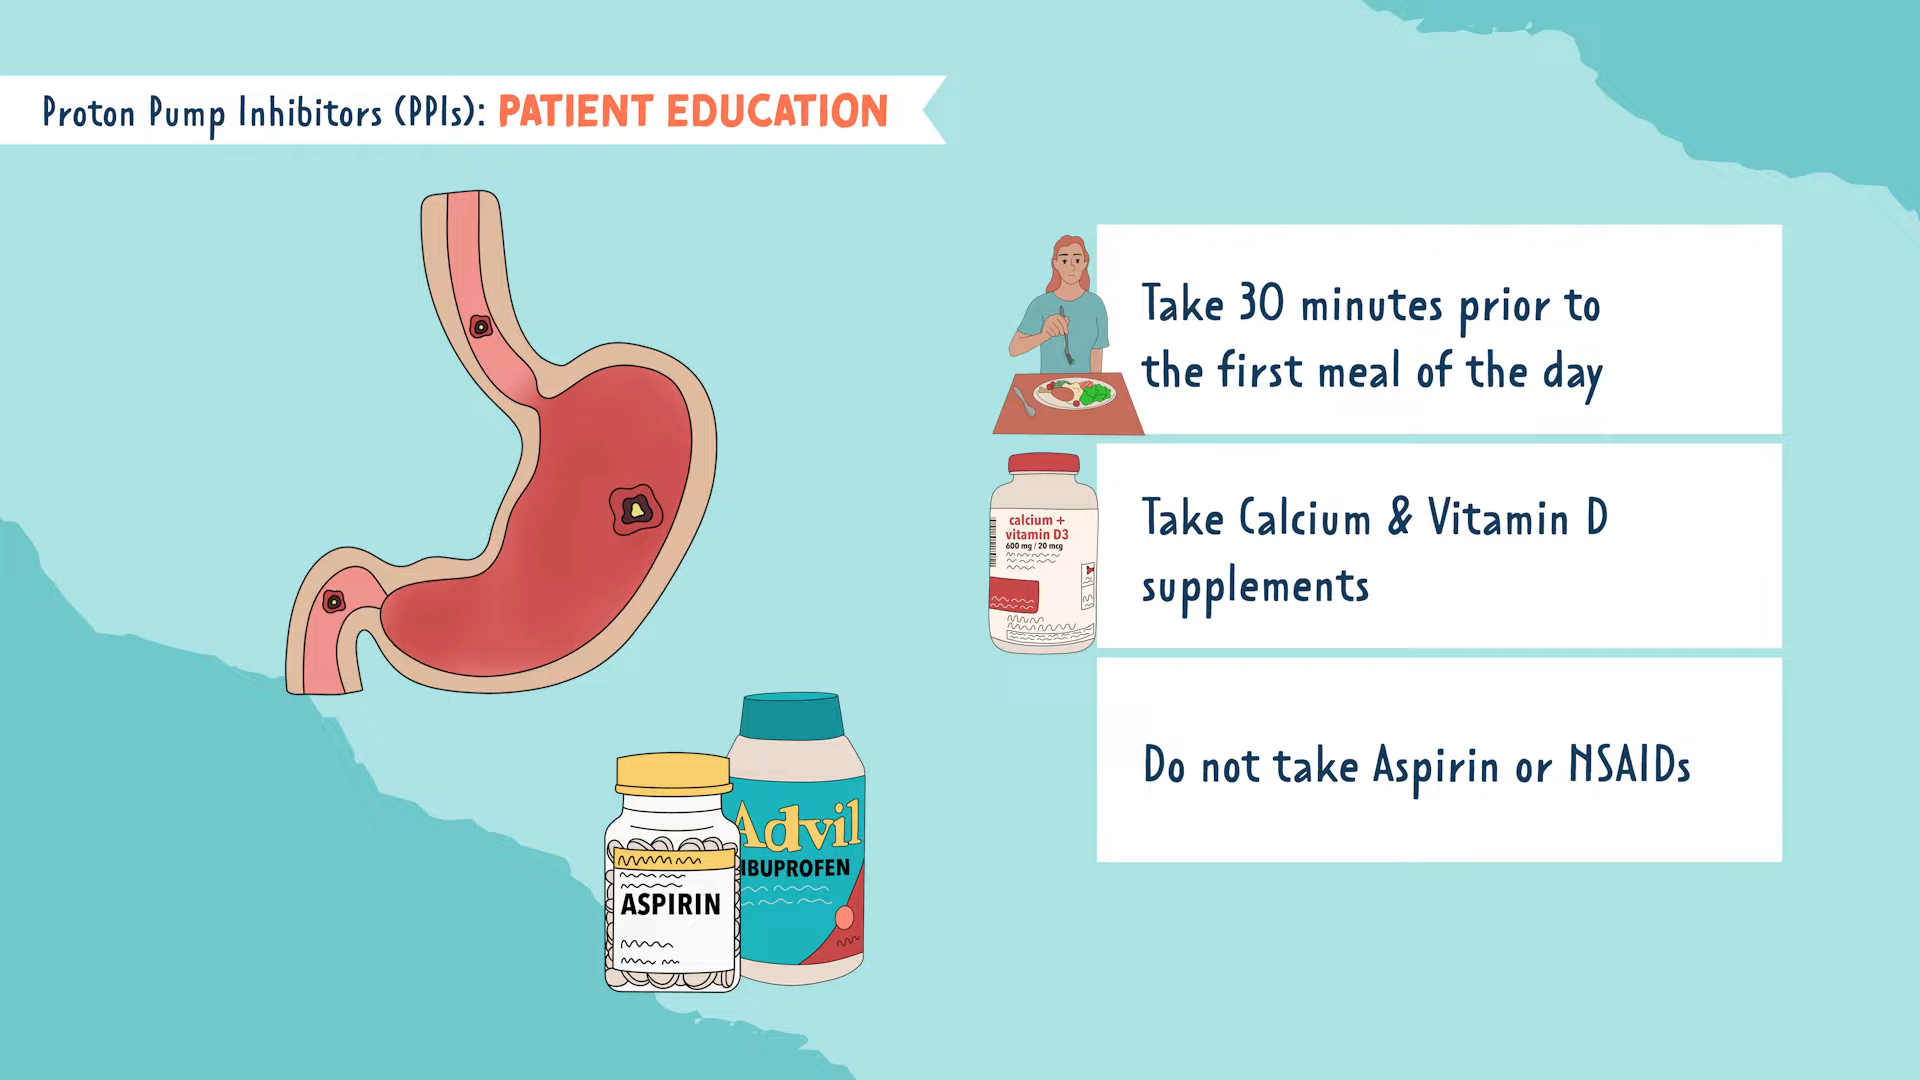 Proton Pump Inhibitors (PPIs): PATIENT EDUCATION
Take 30 minutes prior to
the first meal of the day
calcium +
vitamin D3
600 mg / 20 mcg
Take Calcium & Vitamin D
supplements
Do not take Aspirin or NSAIDs
Advil
IBUPROFEN
ASPIRIN